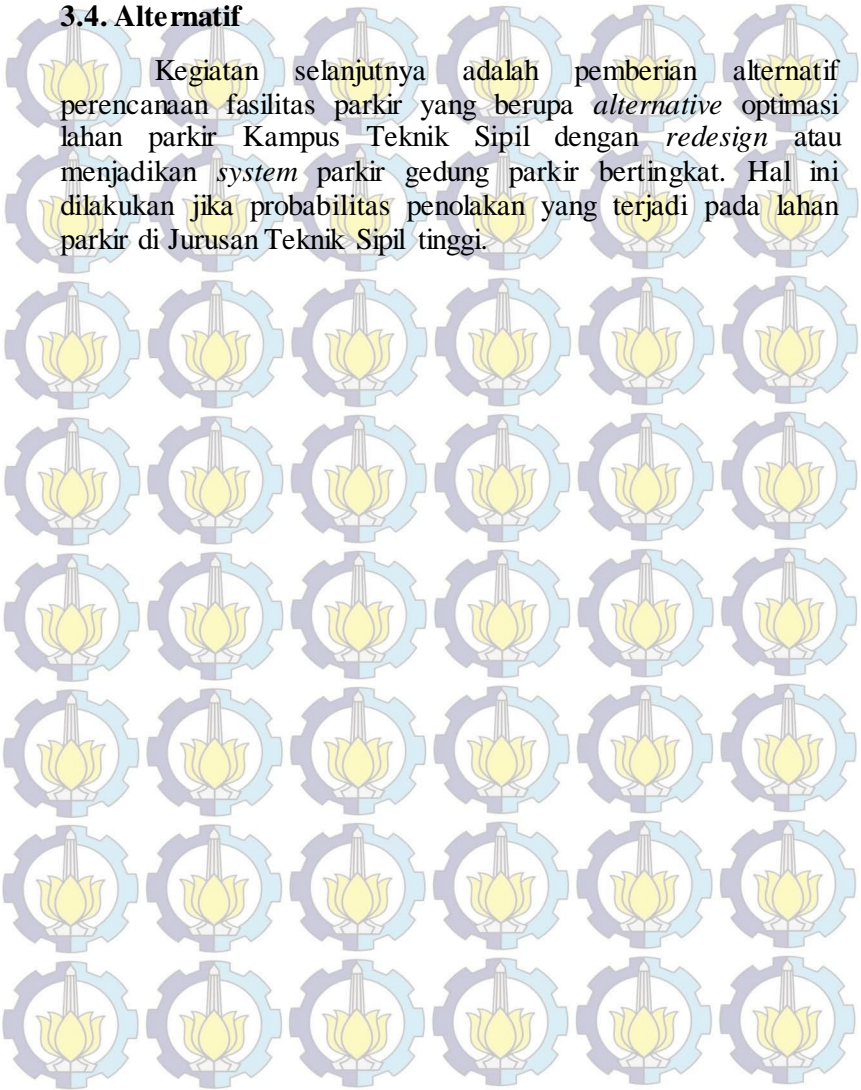 3.4. Alternatif
Kegiatan selanjutnya adalah pemberian alternatif
perencanaan fasilitas parkir yang berupa alternative optimasi
lahan parkir Kampus Teknik Sipil dengan redesign atau
menjadikan system parkir gedung parkir bertingkat. Hal ini
dilakukan jika probabilitas penolakan yang terjadi pada lahan
parkir di Jurusan Teknik Sipil tinggi.